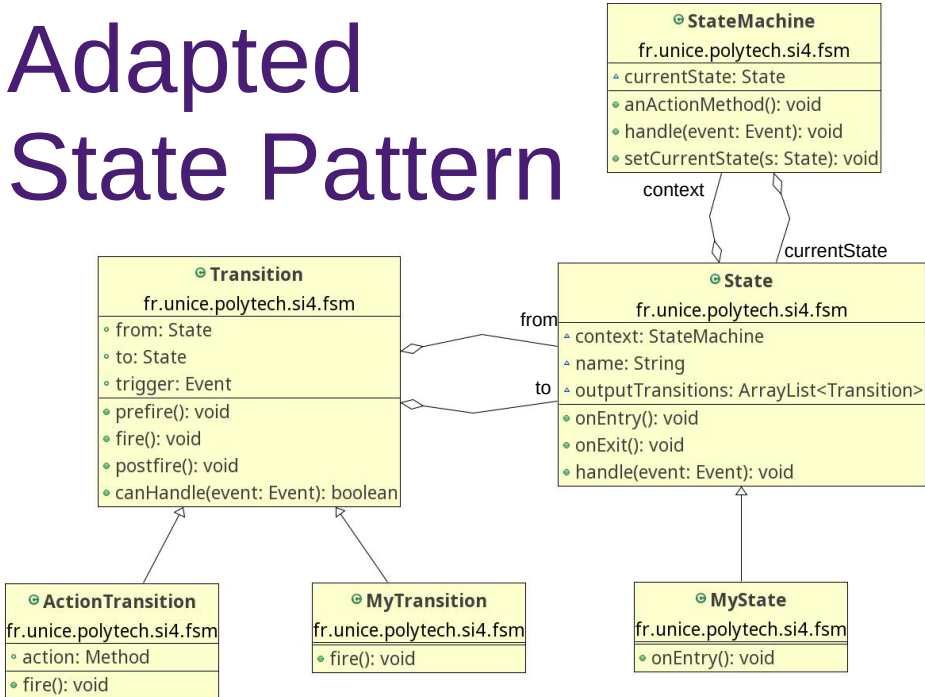 Adapted
State Pattern
StateMachine
fr.unice.polytech.si4.fsm
currentState: State
anActionMethod(): void
handle(event: Event): void
setCurrentState(s: State): void
context
currentState
Transition
fr.unice.polytech.si4.fsm
from: State
to: State
trigger: Event
prefire(): void
fire(): void
postfire(): void
canHandle(event: Event): boolean
from
to
State
fr.unice.polytech.si4.fsm
context: StateMachine
name: String
outputTransitions: ArrayList<Transition>
onEntry(): void
onExit(): void
handle(event: Event): void
ActionTransition
fr.unice.polytech.si4.fsm
action: Method
fire(): void
MyTransition
fr.unice.polytech.si4.fsm
fire(): void
MyState
fr.unice.polytech.si4.fsm
onEntry(): void